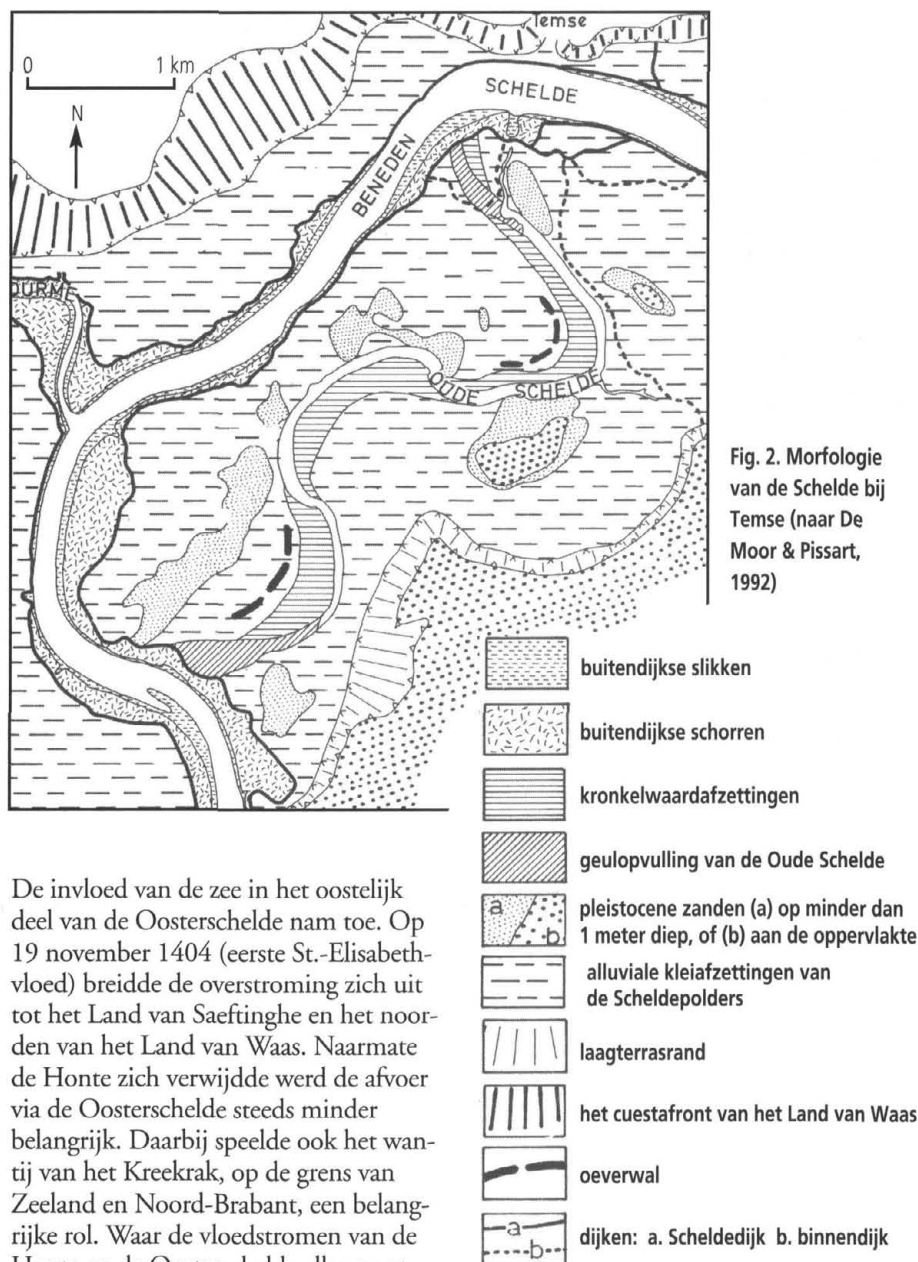 Temse
0 1 km
N
SCHELDE
BENEDEN
OUDE SCHELDE
Fig. 2. Morfologie
van de Schelde bij
Temse (naar De
Moor & Pissart,
1992)
buitendijkse slikken
buitendijkse schorren
kronkelwaardafzettingen
geulopvulling van de Oude Schelde
a
b
pleistocene zanden (a) op minder dan
1 meter diep, of (b) aan de oppervlakte
alluviale kleiafzettingen van
de Scheldepolders
laagterrasrand
het cuestafront van het Land van Waas
oeverwal
a
b
dijken: a. Scheldedijk b. binnendijk
De invloed van de zee in het oostelijk
deel van de Oosterschelde nam toe. Op
19 november 1404 (eerste St.-Elisabeth-
vloed) breidde de overstroming zich uit
tot het Land van Saeftinghe en het noor-
den van het Land van Waas. Naarmate
de Honte zich verwijdde werd de afvoer
via de Oosterschelde steeds minder
belangrijk. Daarbij speelde ook het wan-
tij van het Kreekrak, op de grens van
Zeeland en Noord-Brabant, een belang-
rijke rol. Waar de vloedstromen van de